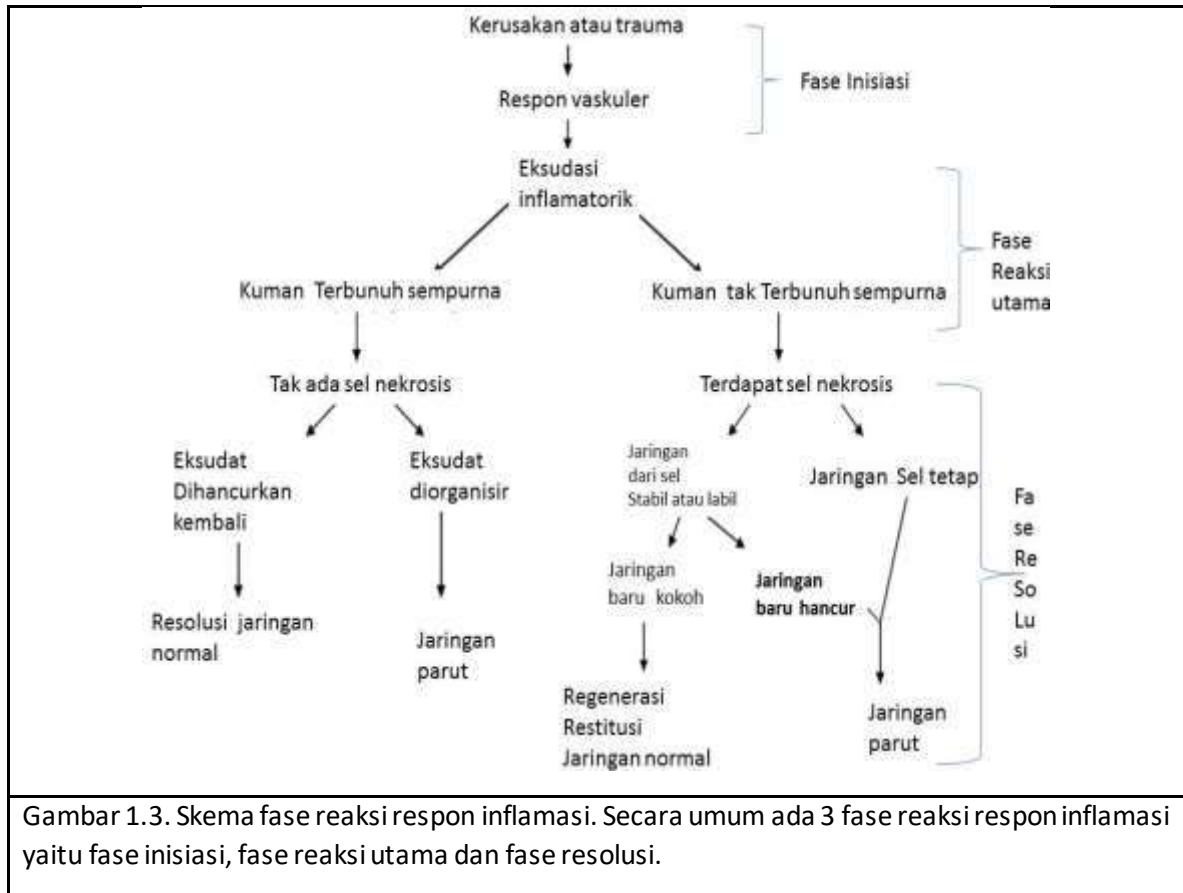 Kerusakan atau trauma
Respon vaskuler
Fase Inisiasi
Eksudasi
inflamatorik
Kuman Terbunuh sempurna
Kuman tak Terbunuh sempurna
Fase
Reaksi
utama
Tak ada sel nekrosis
Terdapat sel nekrosis
Eksudat
Dihancurkan
kembali
Eksudat
diorganisir
Jaringan
dari sel
Stabil atau labil
Jaringan Sel tetap
Jaringan
baru kokoh
Jaringan
baru hancur
Fa
se
Re
So
Lu
si
Resolusi jaringan
normal
Jaringan
parut
Regenerasi
Restitusi
Jaringan normal
Jaringan
parut
Gambar 1.3. Skema fase reaksi respon inflamasi. Secara umum ada 3 fase reaksi respon inflamasi
yaitu fase inisiasi, fase reaksi utama dan fase resolusi.